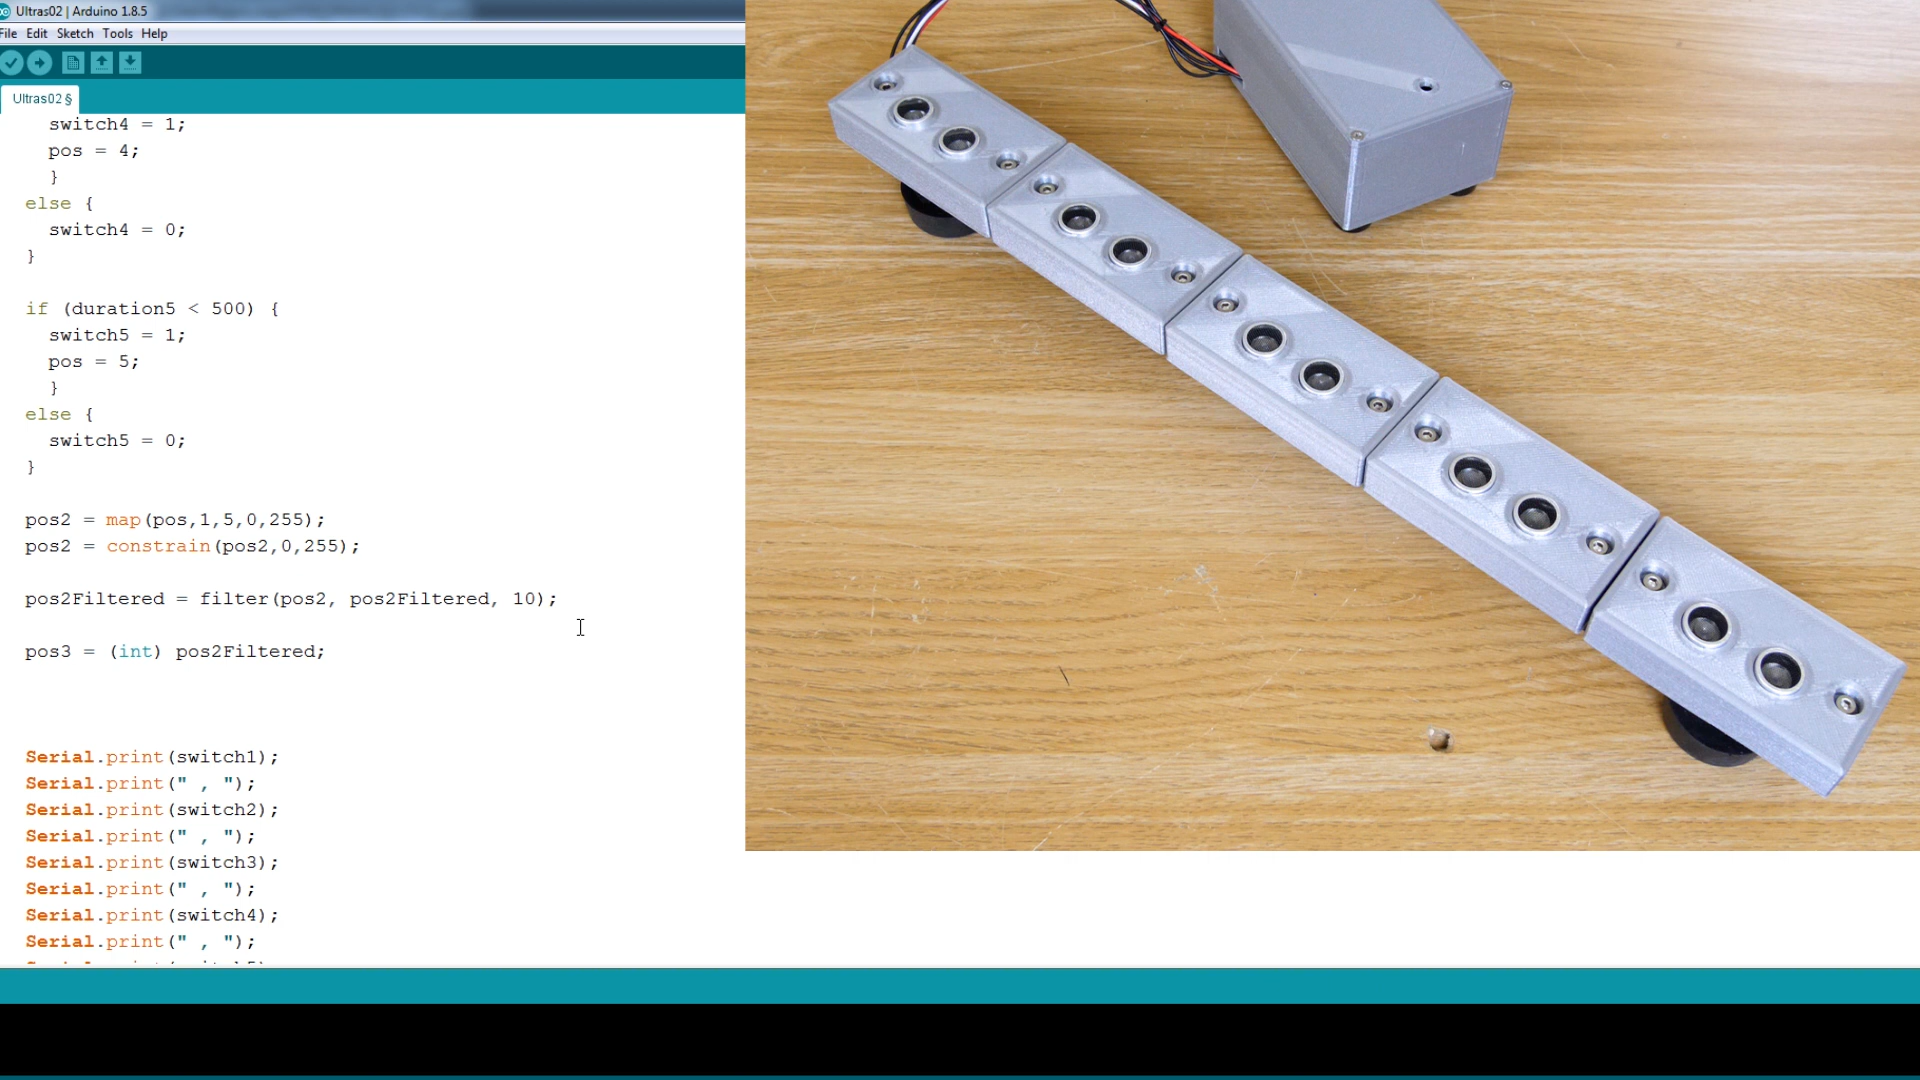 Ultras02 | Arduino 1.8.5
File Edit Sketch Tools Help
Ultras02 §
switch4 = 1;
pos = 4;
}
else {
switch4 = 0;
}
if (duration5 < 500) {
switch5 = 1;
pos = 5;
}
else {
switch5 = 0;
}
pos2 = map(pos,1,5,0,255);
pos2 = constrain(pos2,0,255);
pos2Filtered = filter(pos2, pos2Filtered, 10);
pos3 = (int) pos2Filtered;
Serial.print(switch1);
Serial.print(" , ");
Serial.print(switch2);
Serial.print(" , ");
Serial.print(switch3);
Serial.print(" , ");
Serial.print(switch4);
Serial.print(" , ");